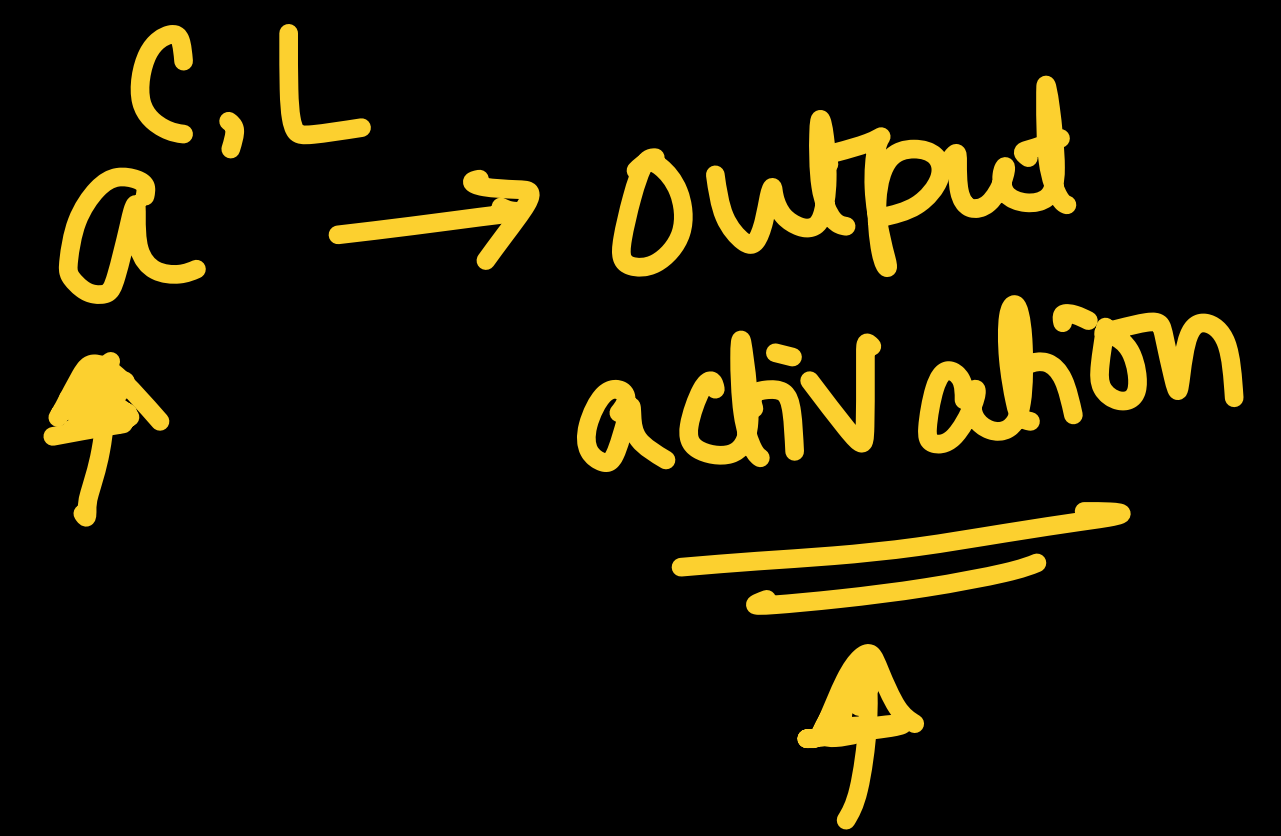 a^{C, L} → output
activation